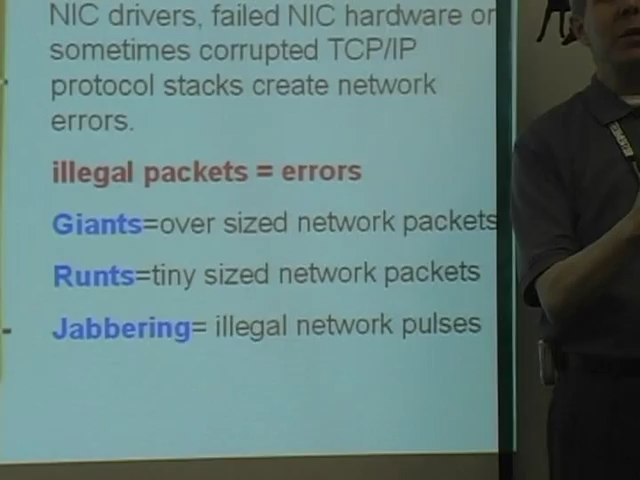 NIC drivers, failed NIC hardware or
sometimes corrupted TCP/IP
protocol stacks create network
errors.
illegal packets = errors
Giants=over sized network packets
Runts=tiny sized network packets
Jabbering= illegal network pulses